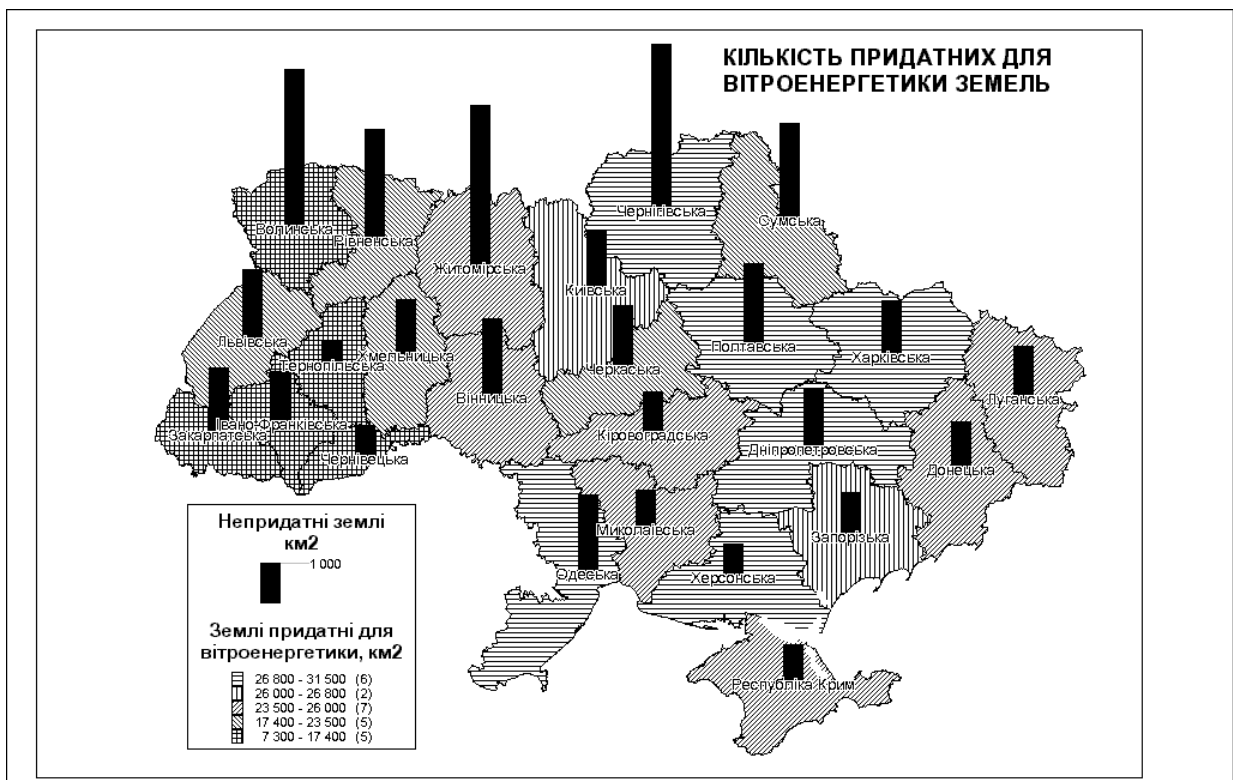 КІЛЬКІСТЬ ПРИДАТНИХ ДЛЯ
ВІТРОЕНЕРГЕТИКИ ЗЕМЕЛЬ
Чернігівська
Волинська
Рівненська
Сумська
Житомірська
Київська
Львівська
Тернопільська
Хмельницька
Черкаська
Полтавська
Харківська
Вінницька
Луганська
Івано-Франківська
Закарпатська
Кіровоградська
Чернівецька
Дніпропетровська
Донецька
Миколаївська
Запорізька
Одеська
Херсонська
Республіка Крим
Непридатні землі
км2
1 000
Землі придатні для
вітроенергетики, км2
26 800 - 31 500 (6)
26 000 - 26 800 (2)
23 500 - 26 000 (7)
17 400 - 23 500 (5)
7 300 - 17 400 (5)